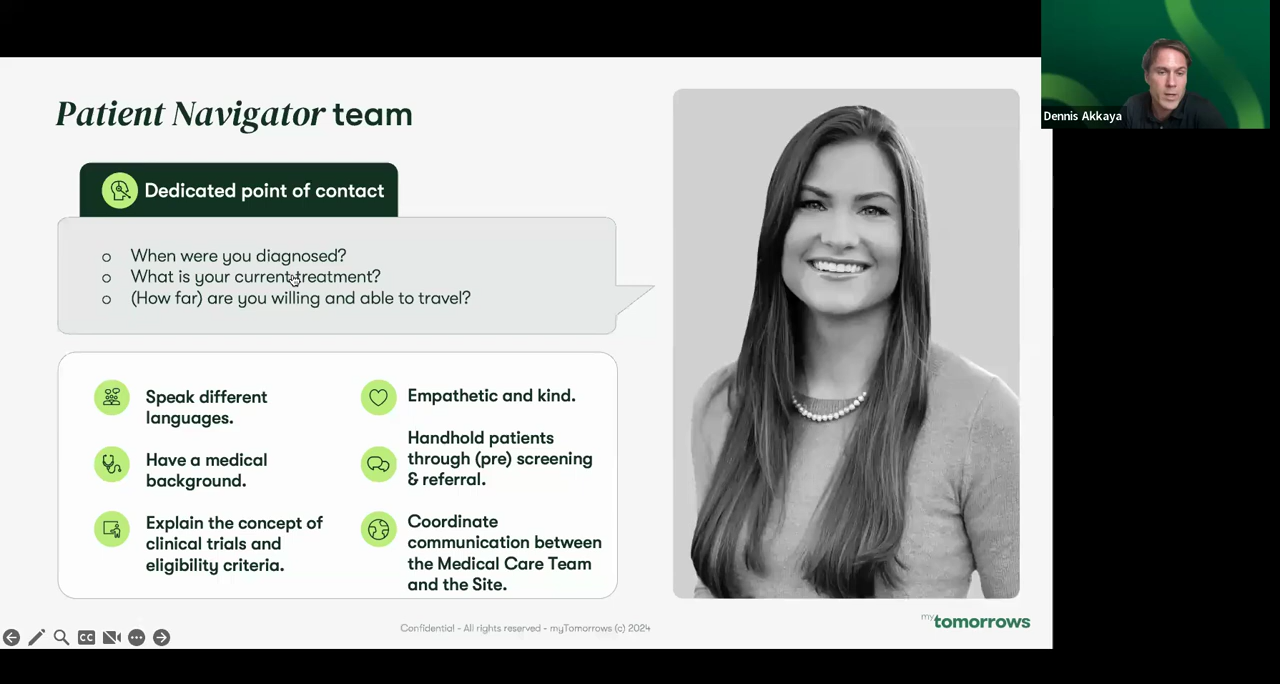 Patient Navigator team
Dedicated point of contact
When were you diagnosed?
What is your current treatment?
(How far) are you willing and able to travel?
Speak different
languages.
Have a medical
background.
Explain the concept of
clinical trials and
eligibility criteria.
Empathetic and kind.
Handhold patients
through (pre) screening
& referral.
Coordinate
communication between
the Medical Care Team
and the Site.
Confidential - All rights reserved - myTomorrows (c) 2024
mytomorrows
CC
Dennis Akkaya